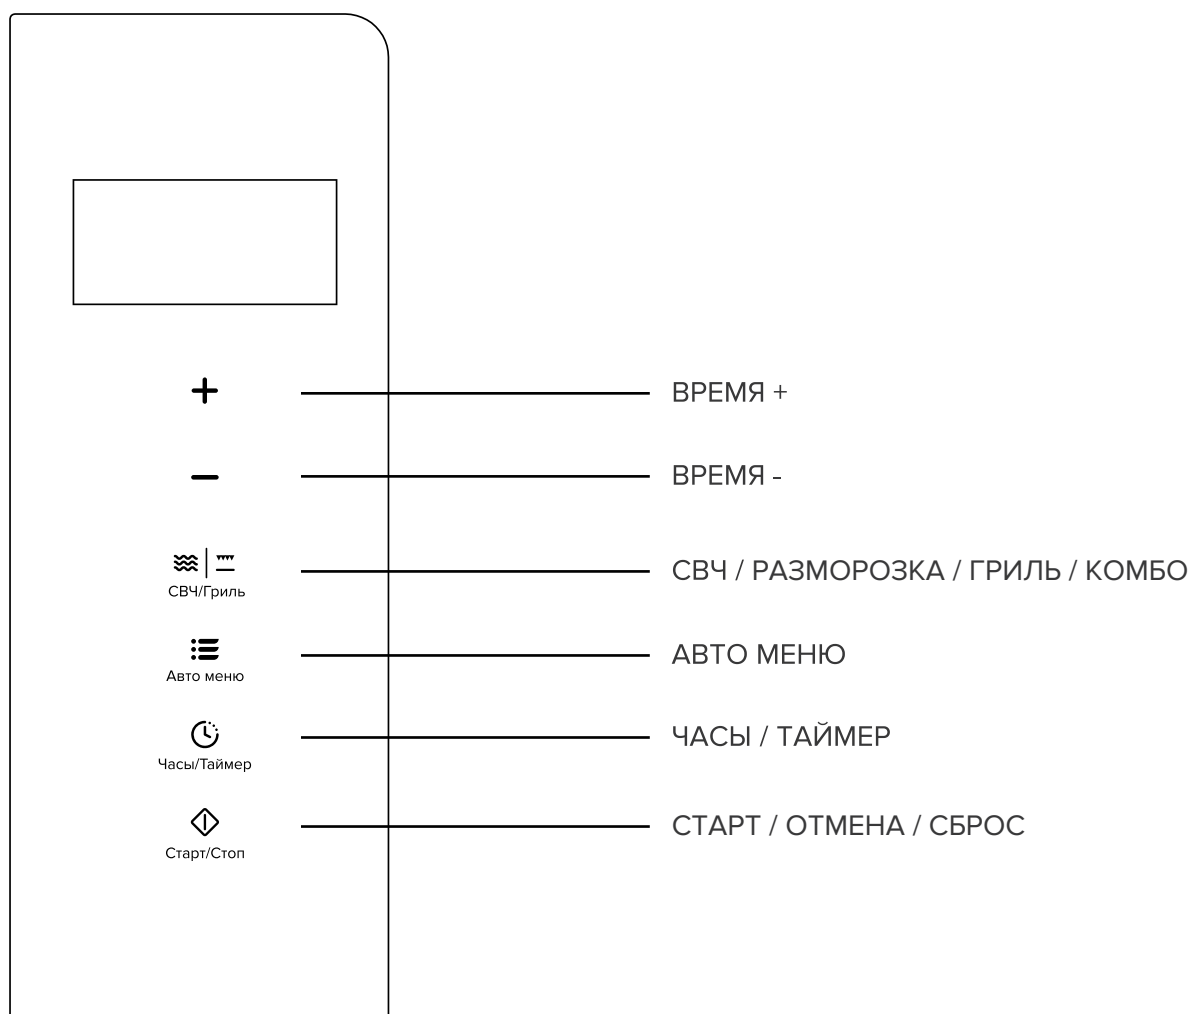 ВРЕМЯ +
ВРЕМЯ -
СВЧ/Гриль
СВЧ / РАЗМОРОЗКА / ГРИЛЬ / КОМБО
Авто меню
АВТО МЕНЮ
Часы/Таймер
ЧАСЫ / ТАЙМЕР
Старт/Стоп
СТАРТ / ОТМЕНА / СБРОС